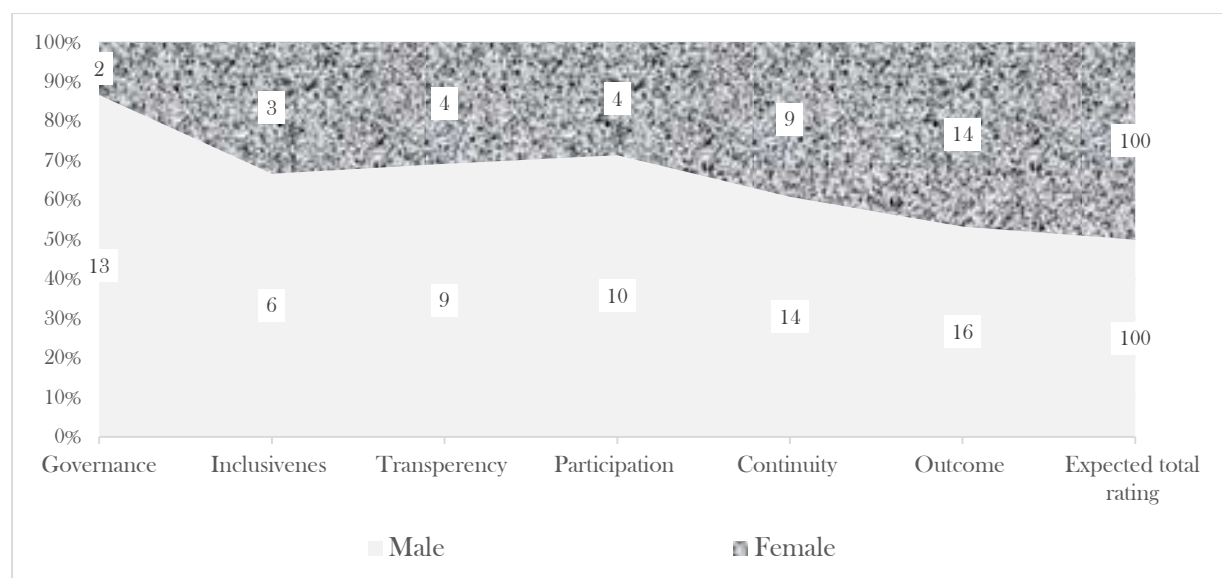 100%
90%
80%
70%
60%
50%
40%
30%
20%
10%
0%
2
3
4
4
9
14
100
13
6
9
10
14
16
100
Governance
Inclusivenes
Transperency
Participation
Continuity
Outcome
Expected total
rating
Male
Female